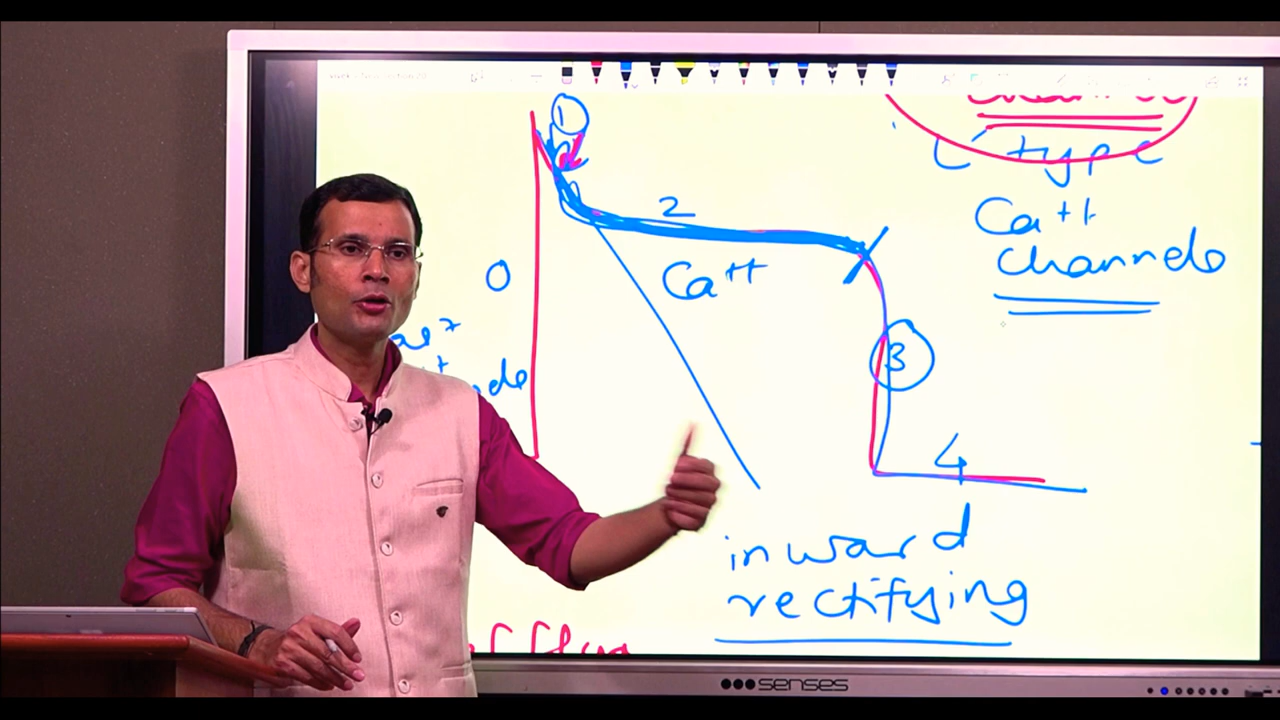 1
0
2
Ca++
3
4
L type
Ca++
channels
inward
rectifying
senses